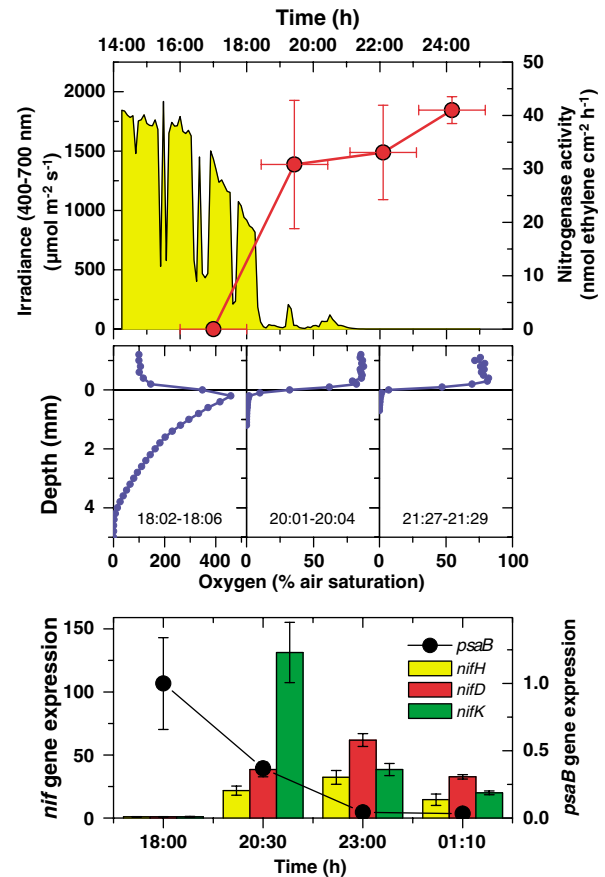 Time (h)
14:00 16:00 18:00 20:00 22:00 24:00
Irradiance (400-700 nm)
(µmol m-2 s-1)
2000
1500
1000
500
0
50
40
30
20
10
0
Nitrogenase activity
(nmol ethylene cm-2 h-1)
Depth (mm)
0
2
4
18:02-18:06 20:01-20:04 21:27-21:29
0 200 400 0 50 0 50 100
Oxygen (% air saturation)
nif gene expression
150
100
50
0
psaB
nifH
nifD
nifK
1.0
0.5
0.0
psaB gene expression
18:00 20:30 23:00 01:10
Time (h)